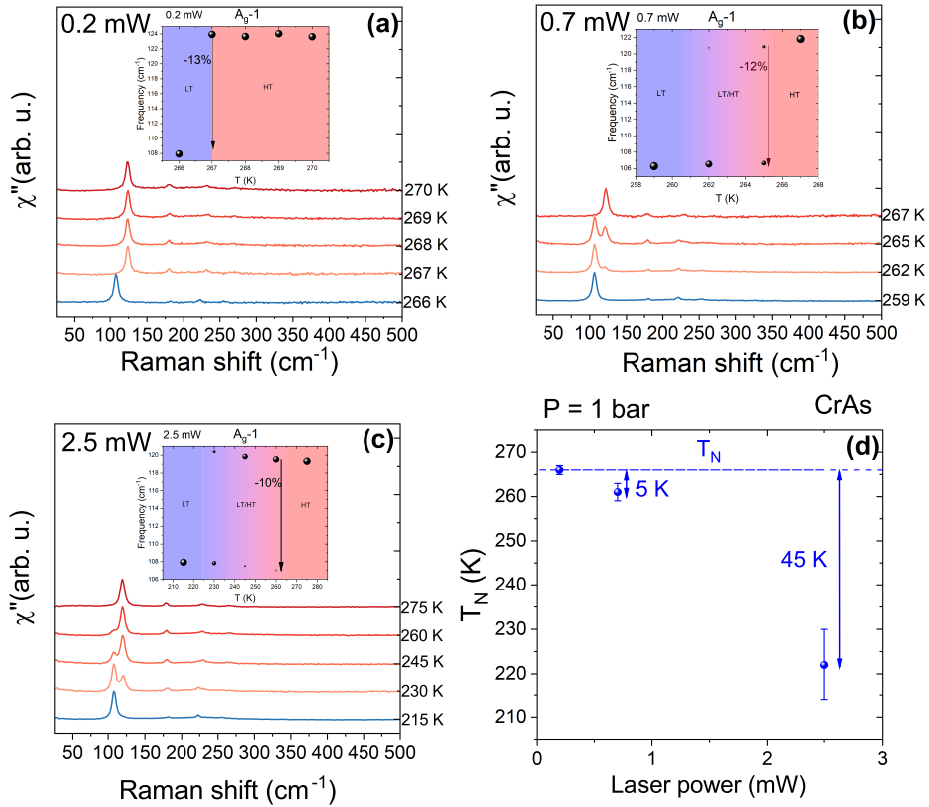 0.2 mW
(a)
0.2 mW
A_g-1
Frequency (cm⁻¹)
124
122
120
118
116
114
112
110
108
-13%
LT
HT
266 267 268 269 270
T (K)
χ"(arb. u.)
270 K
269 K
268 K
267 K
266 K
50 100 150 200 250 300 350 400 450 500
Raman shift (cm⁻¹)
0.7 mW
(b)
0.7 mW
A_g-1
Frequency (cm⁻¹)
122
120
118
116
114
112
110
108
106
-12%
LT
LT/HT
HT
258 260 262 264 266 268
T (K)
χ"(arb. u.)
267 K
265 K
262 K
259 K
50 100 150 200 250 300 350 400 450 500
Raman shift (cm⁻¹)
2.5 mW
(c)
2.5 mW
A_g-1
Frequency (cm⁻¹)
120
118
116
114
112
110
108
106
-10%
LT
LT/HT
HT
210 220 230 240 250 260 270 280
T (K)
χ"(arb. u.)
275 K
260 K
245 K
230 K
215 K
50 100 150 200 250 300 350 400 450 500
Raman shift (cm⁻¹)
P = 1 bar
CrAs
(d)
T_N
5 K
45 K
T_N (K)
270
260
250
240
230
220
210
0 1 2 3
Laser power (mW)